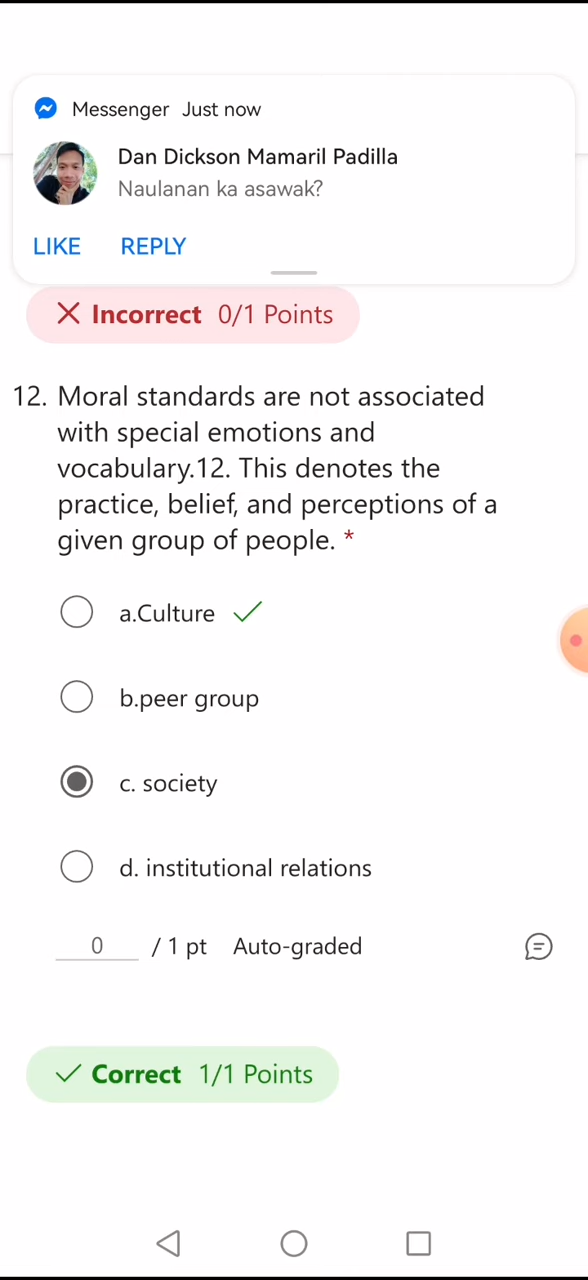 Messenger Just now
Dan Dickson Mamaril Padilla
Naulanan ka asawak?
LIKE REPLY
Incorrect 0/1 Points
12. Moral standards are not associated
with special emotions and
vocabulary.12. This denotes the
practice, belief, and perceptions of a
given group of people. *
a.Culture
b.peer group
c. society
d. institutional relations
0 / 1 pt Auto-graded
Correct 1/1 Points